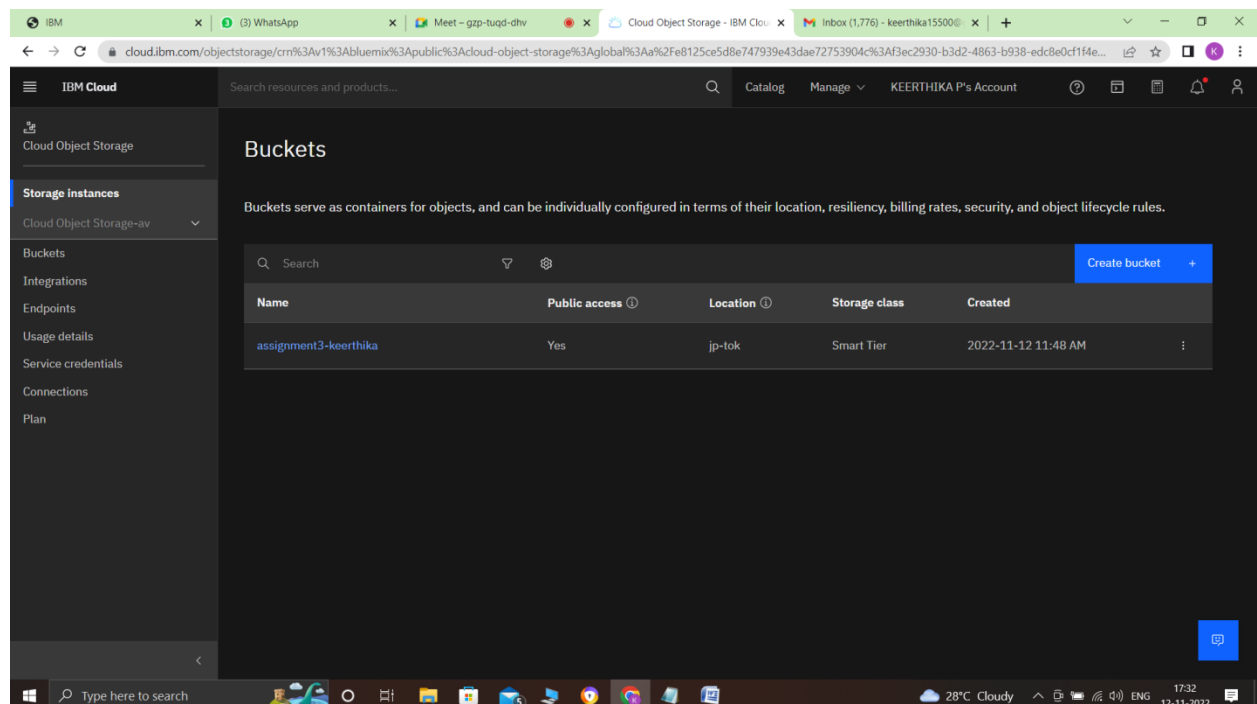 IBM
(3) WhatsApp
Meet – gzp-tuqd-dhv
Cloud Object Storage - IBM Clou
Inbox (1,776) - keerthika15500@
cloud.ibm.com/objectstorage/crn%3Av1%3Abluemix%3Apublic%3Acloud-object-storage%3Aglobal%3Aa%2Fe8125ce5d8e747939e43dae72753904c%3Af3ec2930-b3d2-4863-b938-edc8e0cf1f4e...
K
IBM Cloud
Search resources and products...
Catalog
Manage
KEERTHIKA P's Account
Cloud Object Storage
Storage instances
Cloud Object Storage-av
Buckets
Integrations
Endpoints
Usage details
Service credentials
Connections
Plan
Buckets
Buckets serve as containers for objects, and can be individually configured in terms of their location, resiliency, billing rates, security, and object lifecycle rules.
Search
Create bucket +
Name Public access Location Storage class Created
assignment3-keerthika Yes jp-tok Smart Tier 2022-11-12 11:48 AM
Type here to search
28°C Cloudy
ENG
17:32
12-11-2022